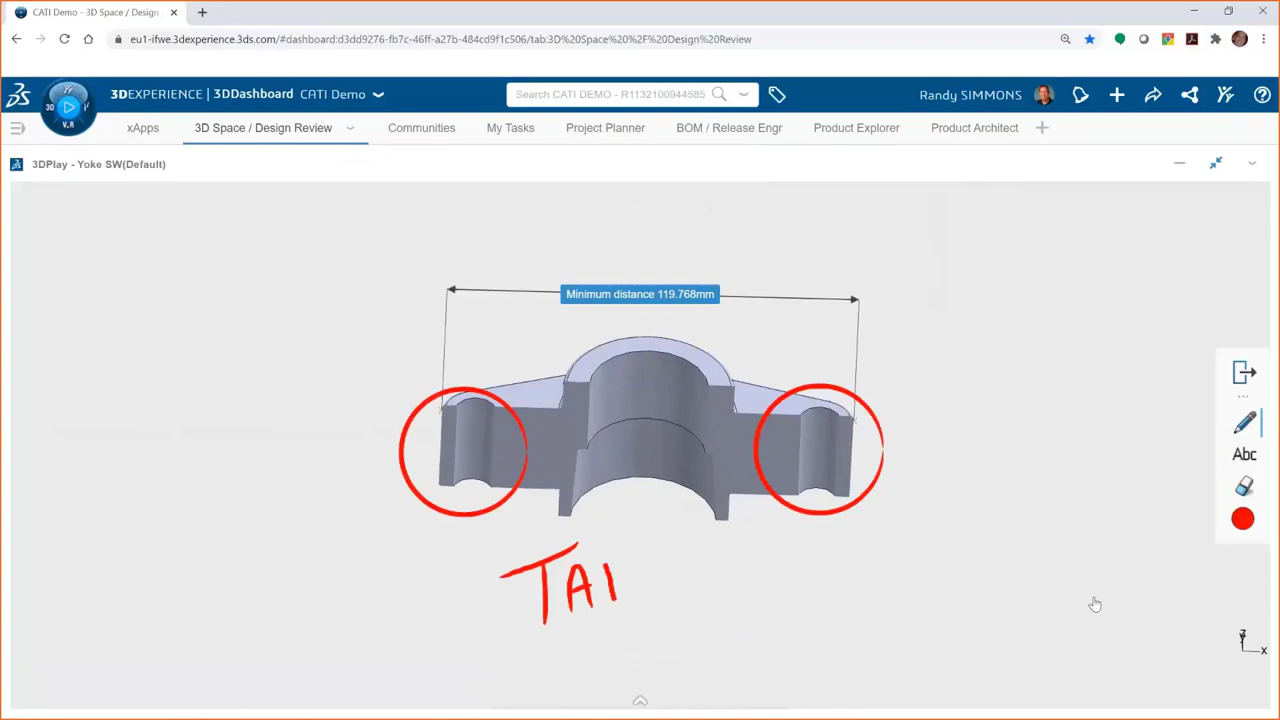 CATI Demo - 3D Space / Design
eu1-ifwe.3dexperience.3ds.com/#dashboard:d3dd9276-fb7c-46ff-a27b-484cd9f1c506/tab:3D%20Space%20%2F%20Design%20Review
3DEXPERIENCE | 3DDashboard CATI Demo
Search CATI DEMO - R1132100944585
Randy SIMMONS
3D
V.R
xApps
3D Space / Design Review
Communities
My Tasks
Project Planner
BOM / Release Engr
Product Explorer
Product Architect
3DPlay - Yoke SW(Default)
Minimum distance 119.768mm
Abc
TAI
Z
Y
X